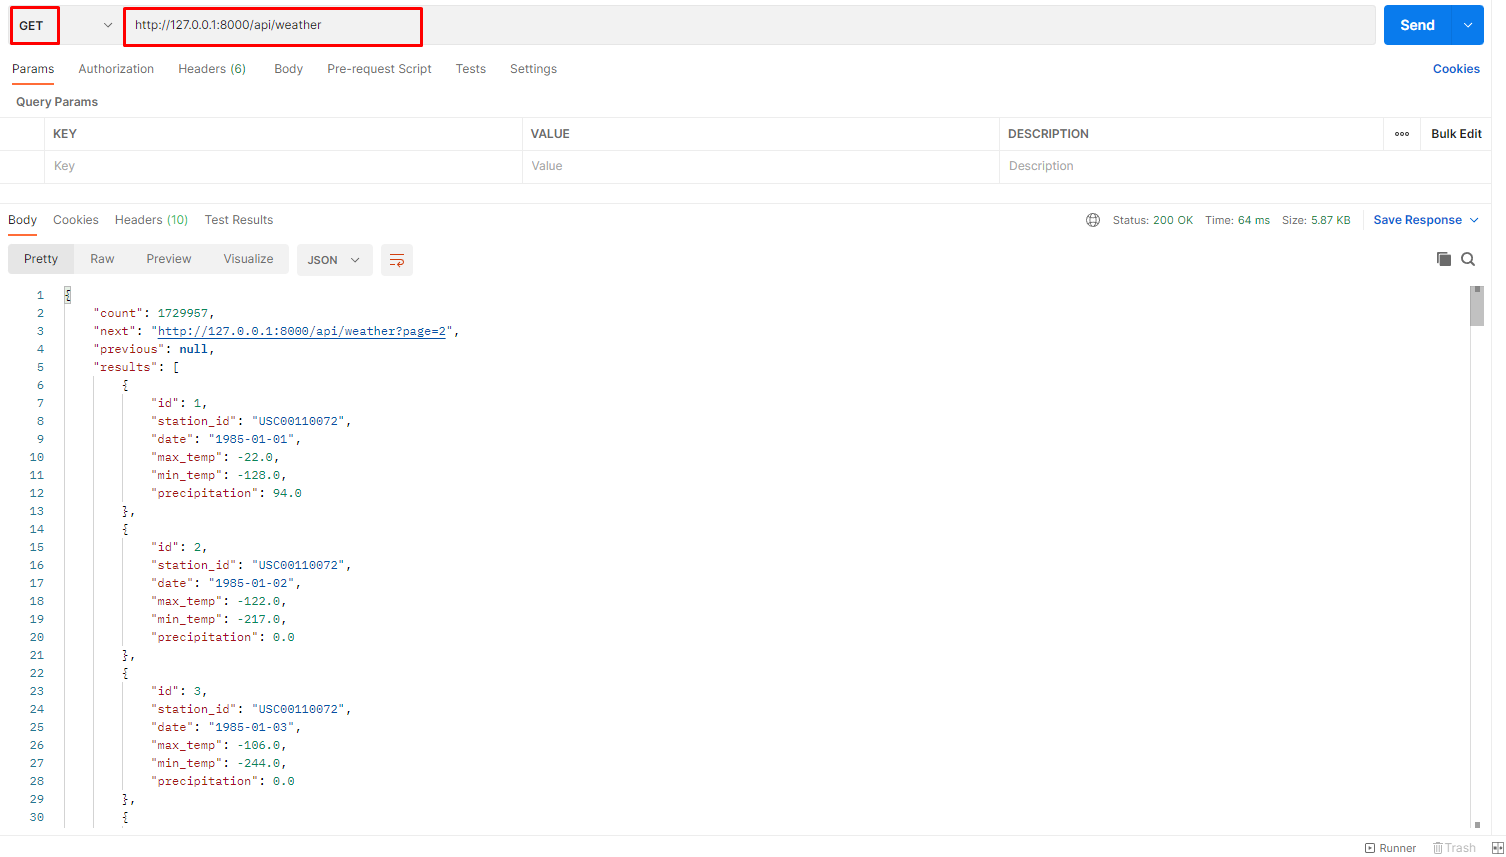 GET http://127.0.0.1:8000/api/weather Send
Params Authorization Headers (6) Body Pre-request Script Tests Settings Cookies
Query Params
KEY VALUE DESCRIPTION ooo Bulk Edit
Key Value Description
Body Cookies Headers (10) Test Results Status: 200 OK Time: 64 ms Size: 5.87 KB Save Response
Pretty Raw Preview Visualize JSON
1 {
2 "count": 1729957,
3 "next": "http://127.0.0.1:8000/api/weather?page=2",
4 "previous": null,
5 "results": [
6 {
7 "id": 1,
8 "station_id": "USC00110072",
9 "date": "1985-01-01",
10 "max_temp": -22.0,
11 "min_temp": -128.0,
12 "precipitation": 94.0
13 },
14 {
15 "id": 2,
16 "station_id": "USC00110072",
17 "date": "1985-01-02",
18 "max_temp": -122.0,
19 "min_temp": -217.0,
20 "precipitation": 0.0
21 },
22 {
23 "id": 3,
24 "station_id": "USC00110072",
25 "date": "1985-01-03",
26 "max_temp": -106.0,
27 "min_temp": -244.0,
28 "precipitation": 0.0
29 },
30 {
Runner Trash